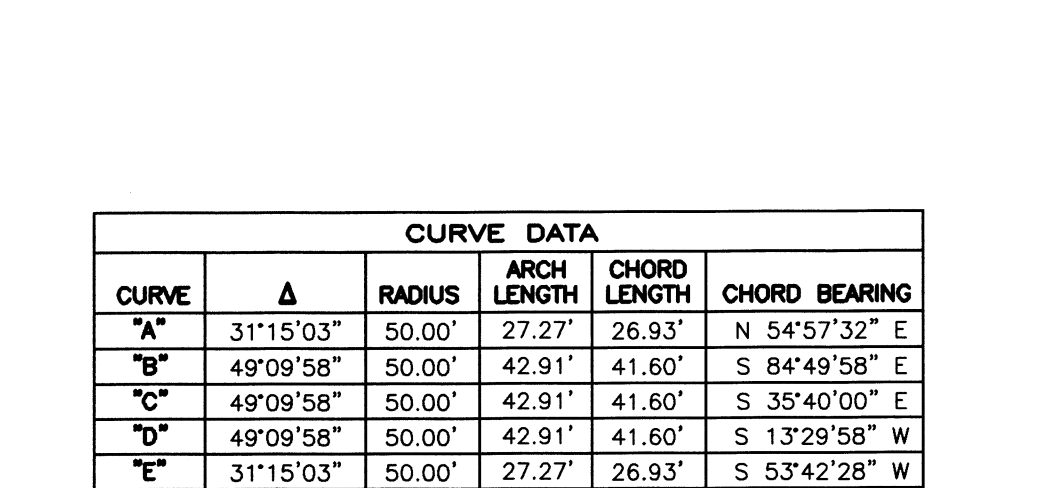 CURVE DATA
CURVE Δ RADIUS ARCH LENGTH CHORD LENGTH CHORD BEARING
"A" 31°15'03" 50.00' 27.27' 26.93' N 54°57'32" E
"B" 49°09'58" 50.00' 42.91' 41.60' S 84°49'58" E
"C" 49°09'58" 50.00' 42.91' 41.60' S 35°40'00" E
"D" 49°09'58" 50.00' 42.91' 41.60' S 13°29'58" W
"E" 31°15'03" 50.00' 27.27' 26.93' S 53°42'28" W